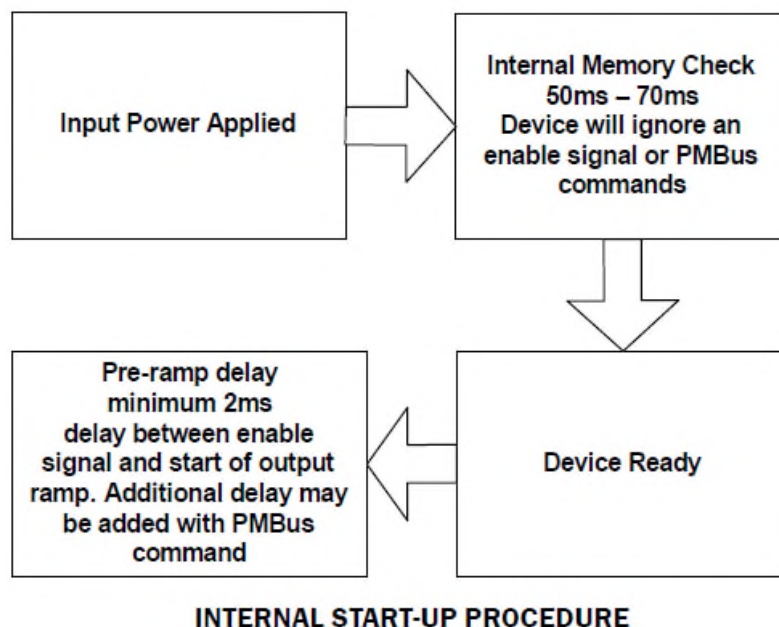 Input Power Applied
Internal Memory Check
50ms – 70ms
Device will ignore an
enable signal or PMBus
commands
Device Ready
Pre-ramp delay
minimum 2ms
delay between enable
signal and start of output
ramp. Additional delay may
be added with PMBus
command
INTERNAL START-UP PROCEDURE